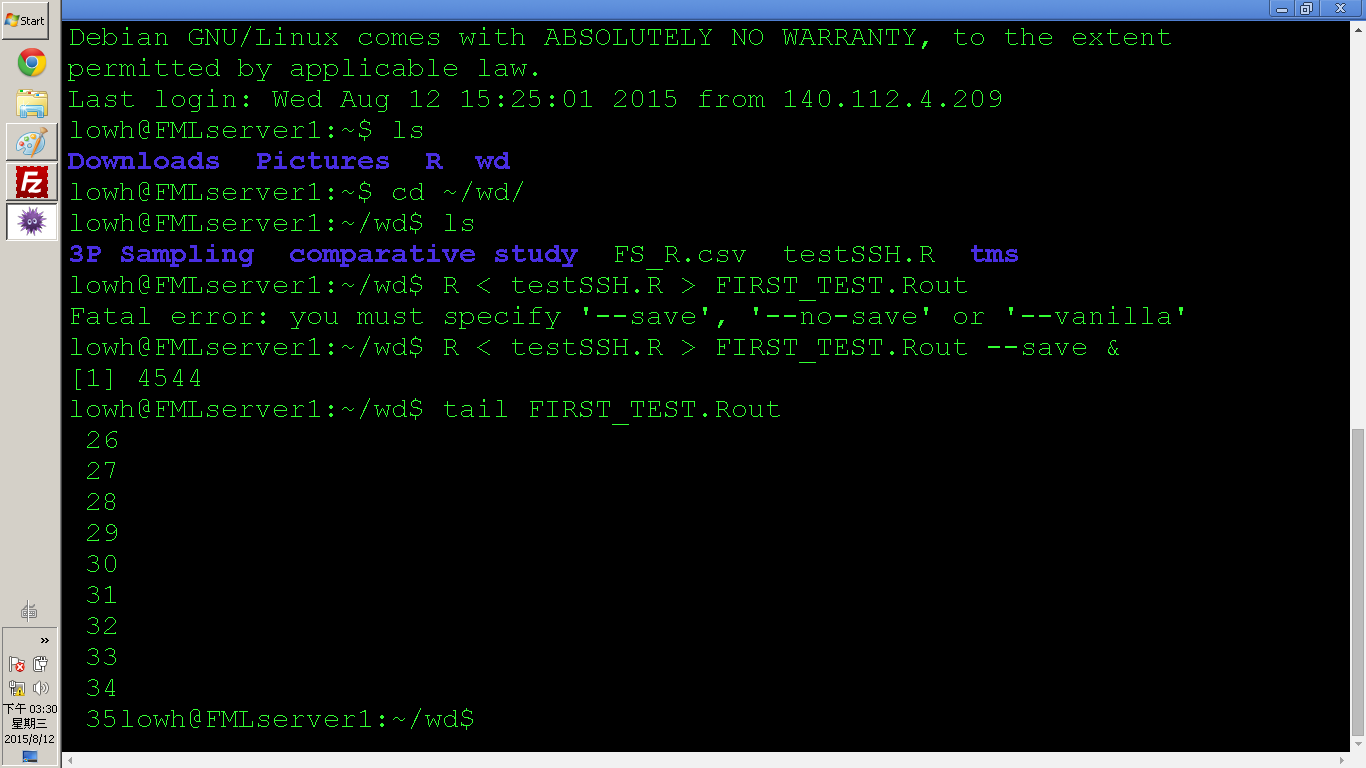 Start
Debian GNU/Linux comes with ABSOLUTELY NO WARRANTY, to the extent
permitted by applicable law.
Last login: Wed Aug 12 15:25:01 2015 from 140.112.4.209
lowh@FMLserver1:~$ ls
Downloads  Pictures  R  wd
lowh@FMLserver1:~$ cd ~/wd/
lowh@FMLserver1:~/wd$ ls
3P Sampling  comparative study  FS_R.csv  testSSH.R  tms
lowh@FMLserver1:~/wd$ R < testSSH.R > FIRST_TEST.Rout
Fatal error: you must specify '--save', '--no-save' or '--vanilla'
lowh@FMLserver1:~/wd$ R < testSSH.R > FIRST_TEST.Rout --save &
[1] 4544
lowh@FMLserver1:~/wd$ tail FIRST_TEST.Rout
 26
 27
 28
 29
 30
 31
 32
 33
 34
 35lowh@FMLserver1:~/wd$
Fz
»
下午 03:30
星期三
2015/8/12